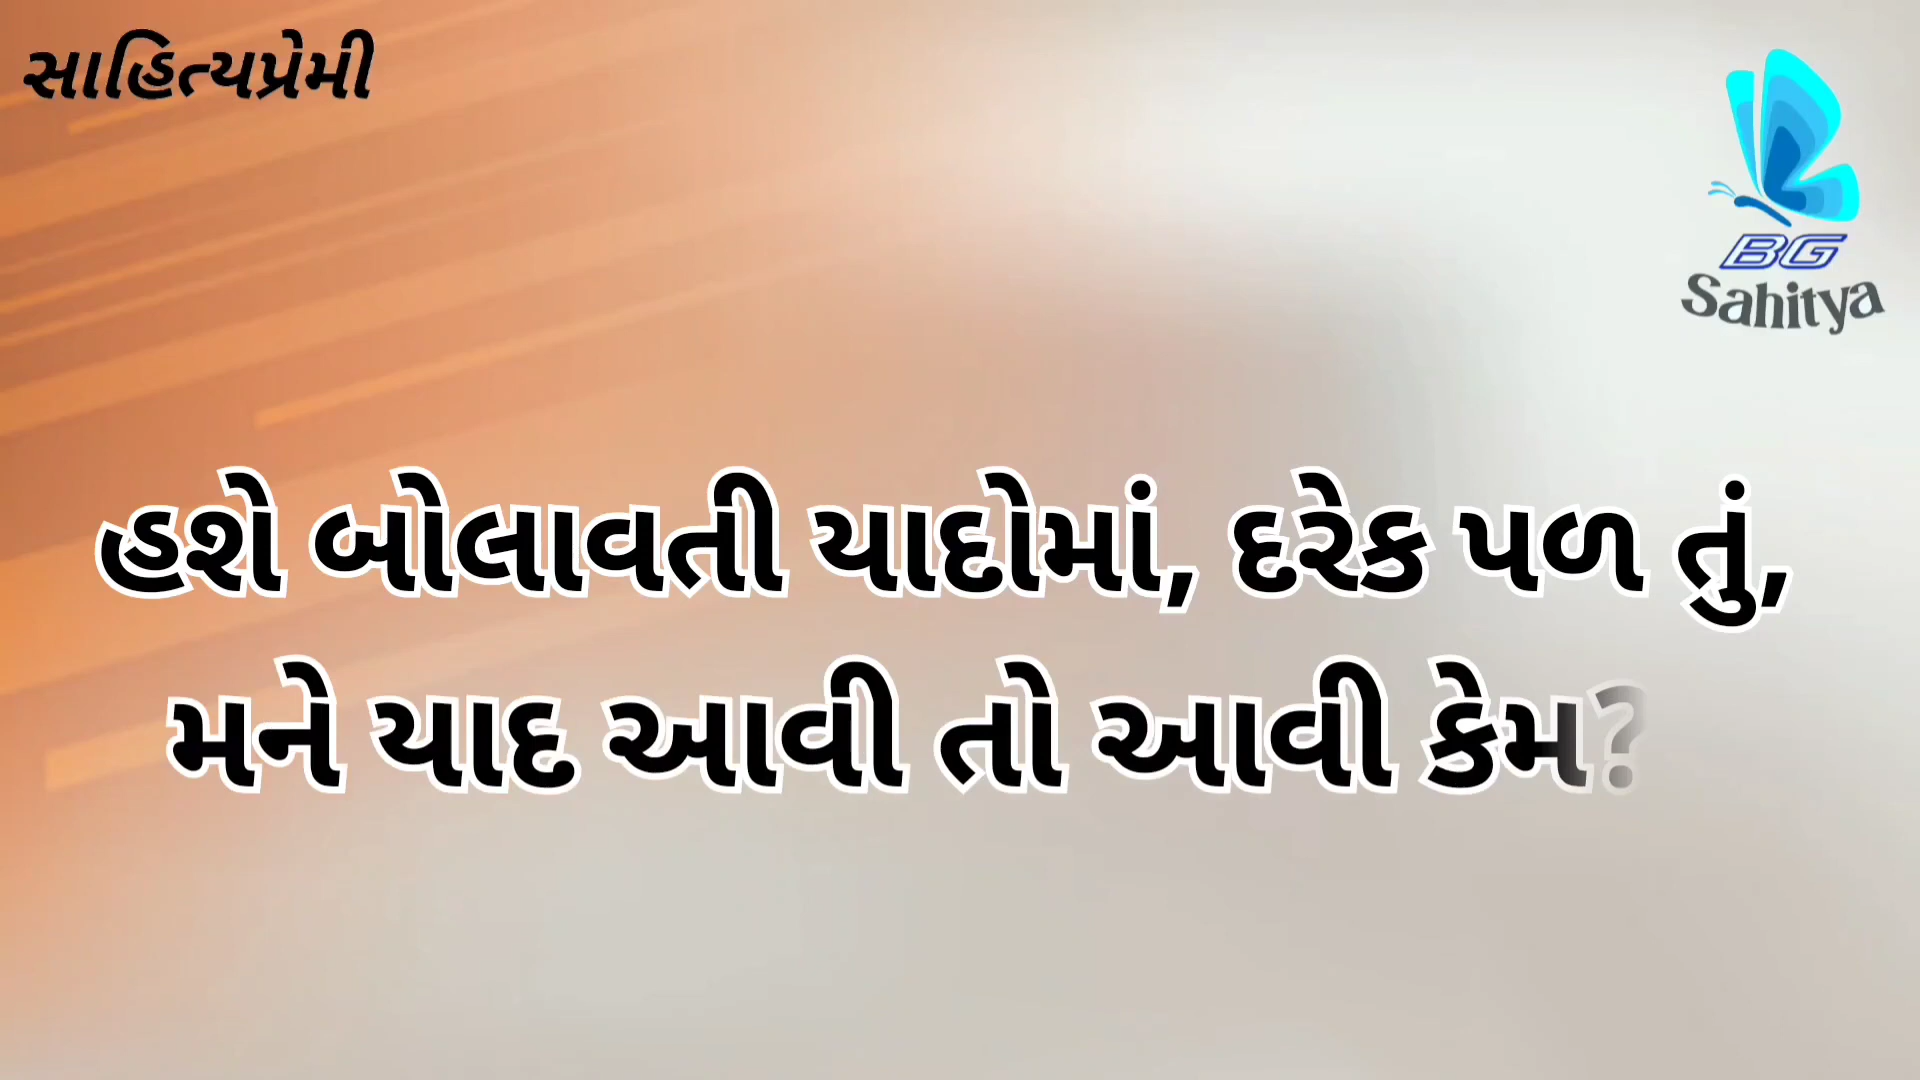 સાહિત્યપ્રેમી
BG
Sahitya
હશે બોલાવતી યાદોમાં, દરેક પળ તું,
મને યાદ આવી તો આવી કેમ?